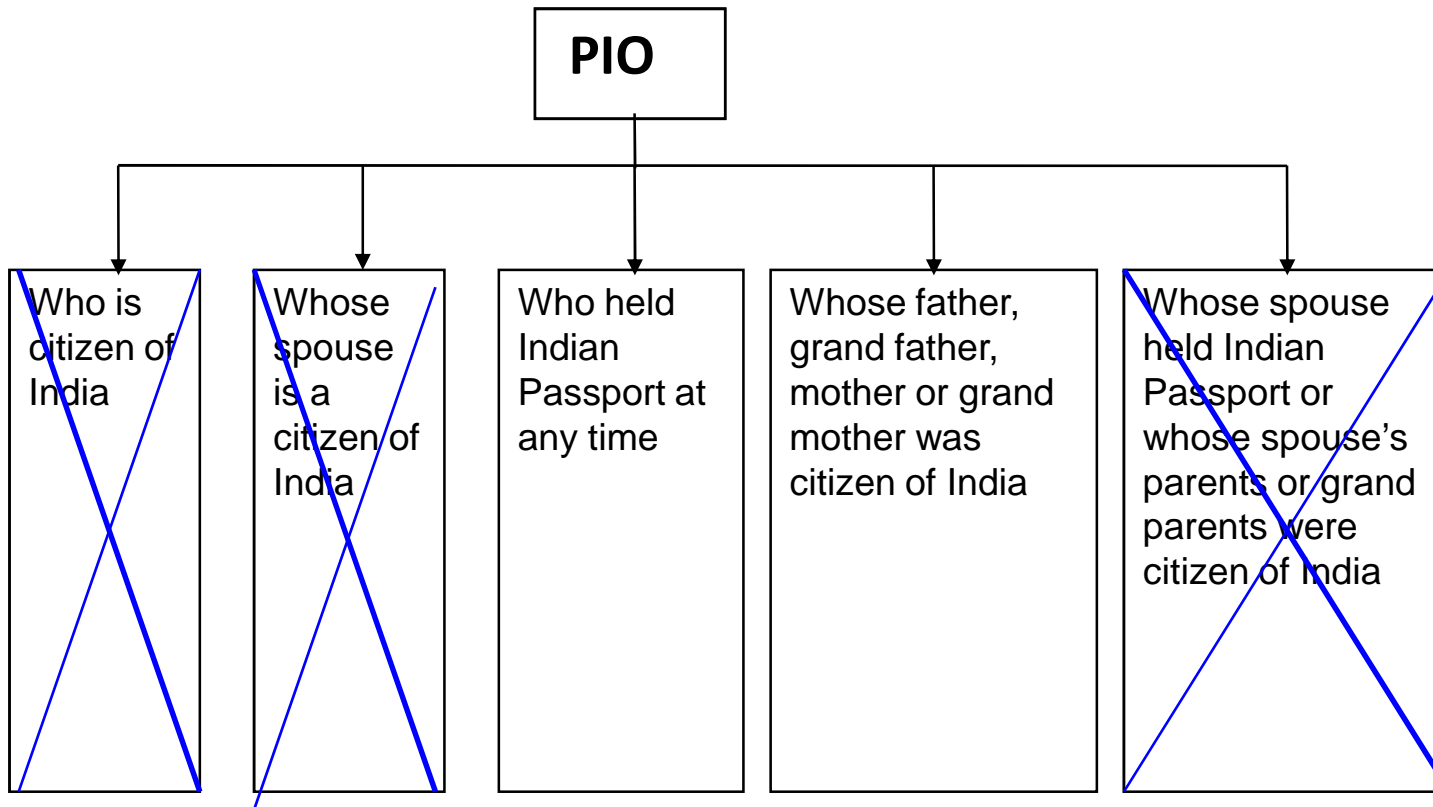 PIO
Who is
citizen of
India
Whose
spouse
is a
citizen of
India
Who held
Indian
Passport at
any time
Whose father,
grand father,
mother or grand
mother was
citizen of India
Whose spouse
held Indian
Passport or
whose spouse’s
parents or grand
parents were
citizen of India